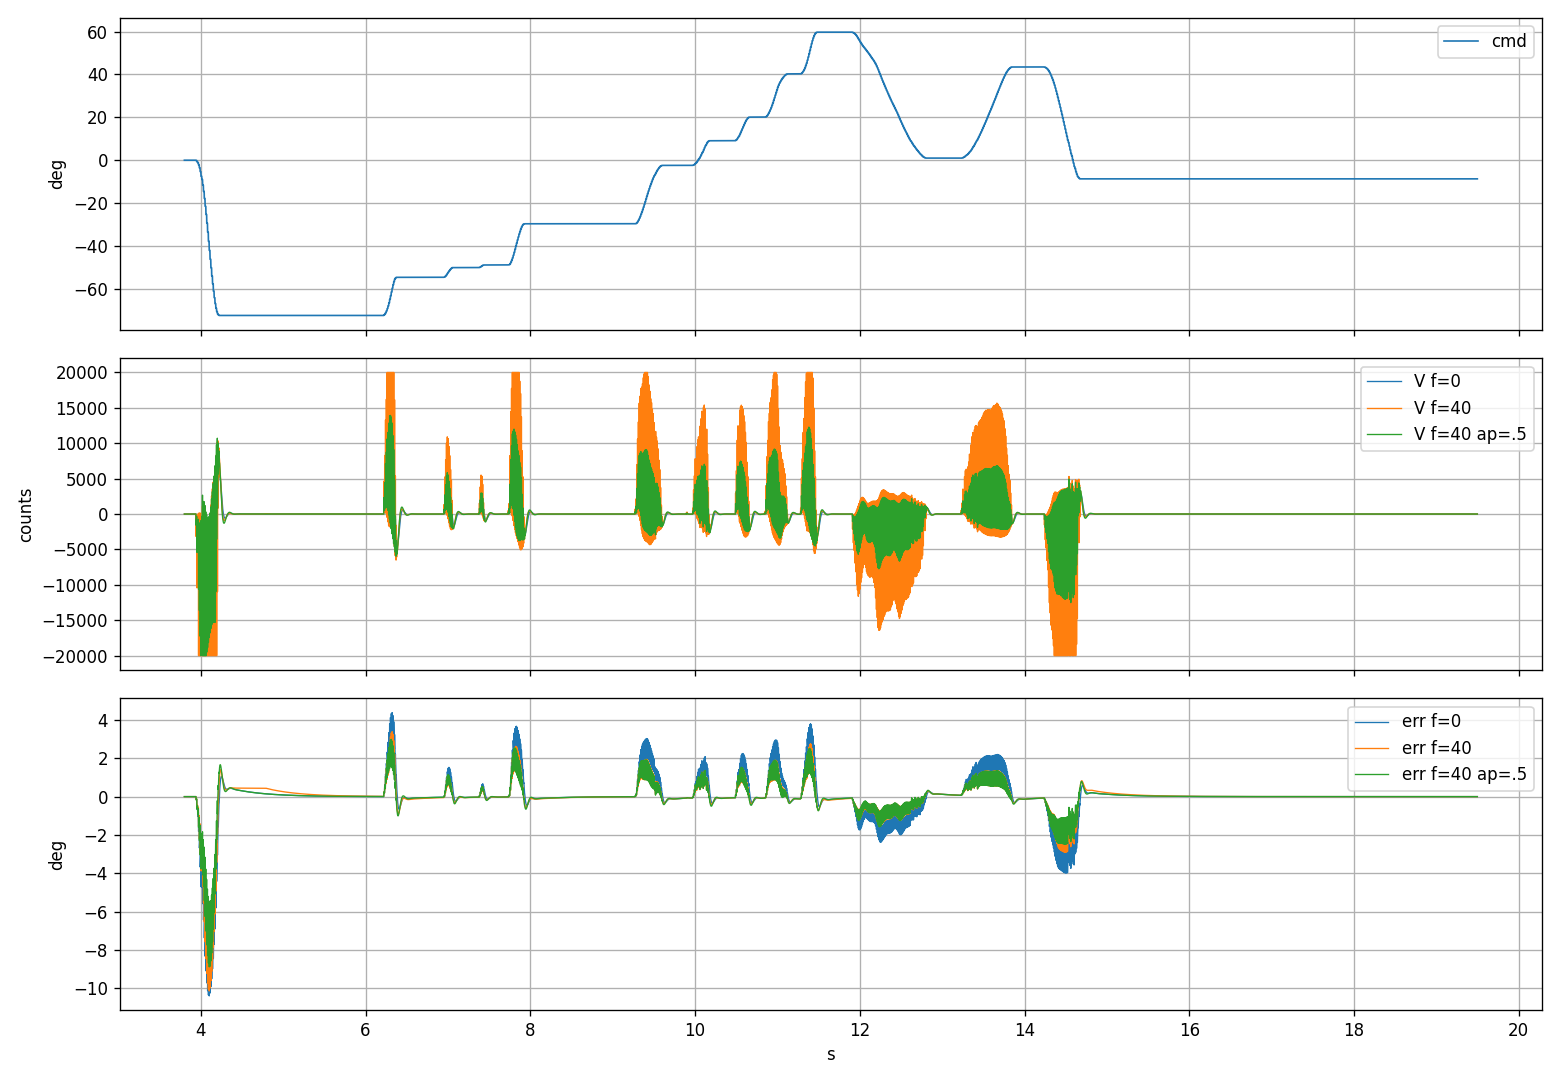 60
40
20
0
−20
−40
−60
deg
cmd
20000
15000
10000
5000
0
−5000
−10000
−15000
−20000
counts
V f=0
V f=40
V f=40 ap=.5
4
2
0
−2
−4
−6
−8
−10
deg
err f=0
err f=40
err f=40 ap=.5
4 6 8 10 12 14 16 18 20
s